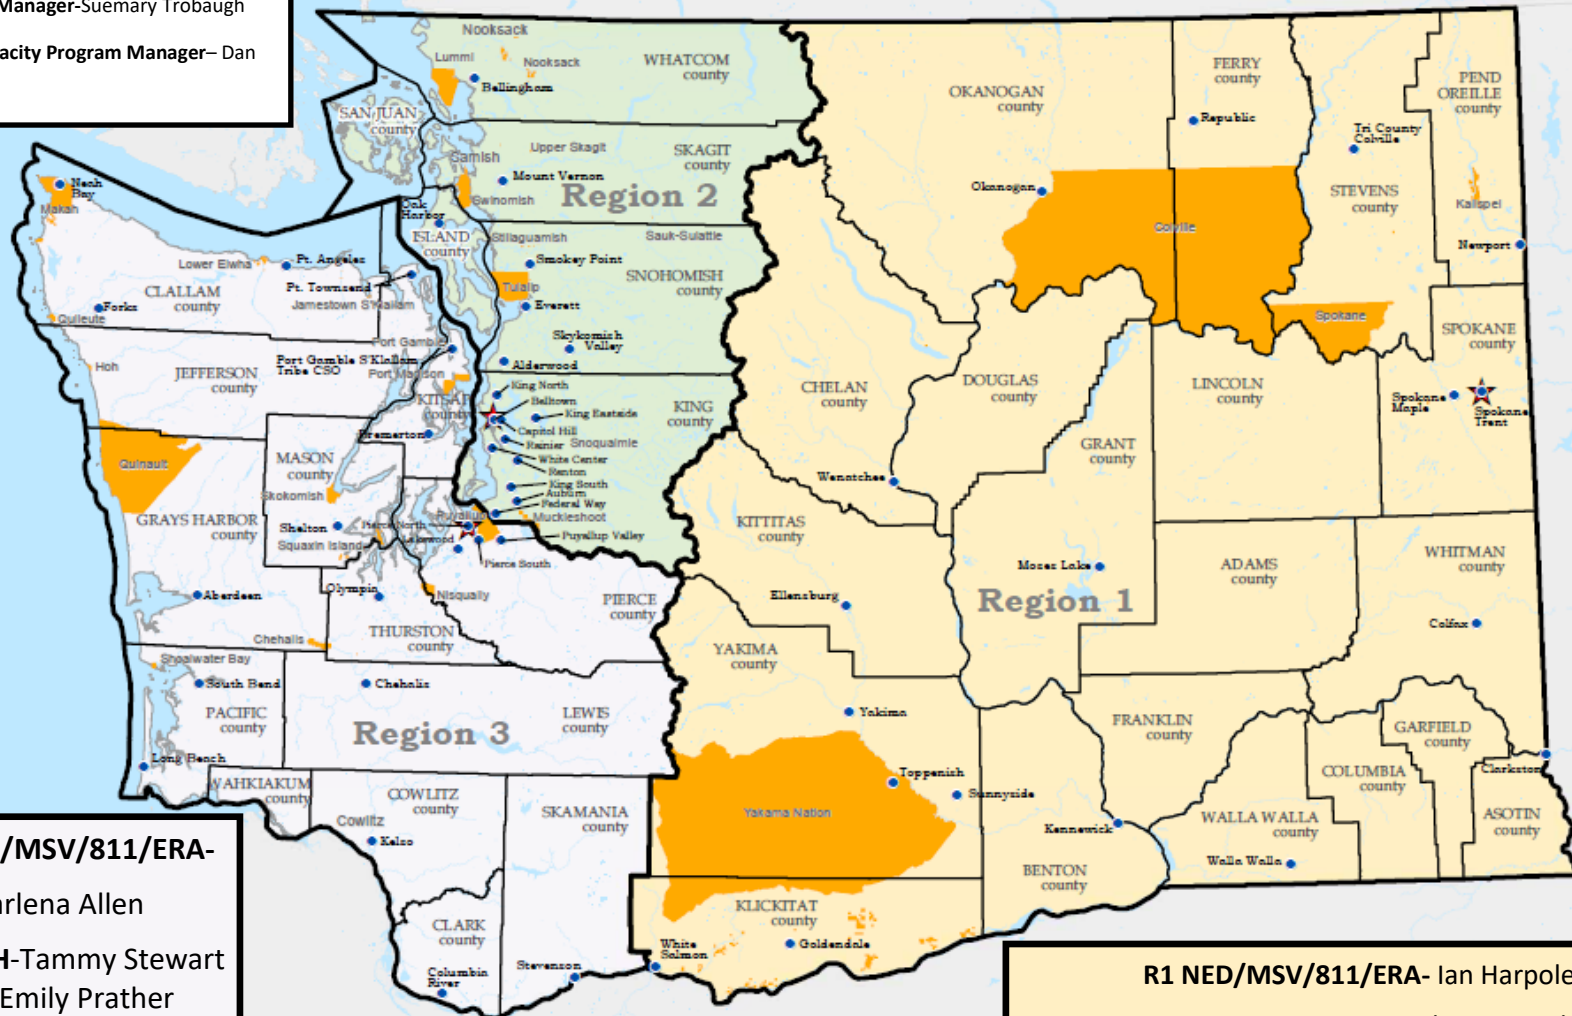 Manager-Suemary Trobaugh
acity Program Manager– Dan
Nooksack
Lummi
Nooksack
Bellingham
WHATCOM
county
SAN JUAN
county
Samish
Upper Skagit
SKAGIT
county
Mount Vernon
Region 2
Swinomish
Oak
Harbor
ISLAND
county
Stillaguamish
Sauk-Suiattle
Smokey Point
SNOHOMISH
county
Tulalip
Everett
Skykomish
Valley
Alderwood
King North
Belltown
King Eastside
KING
county
Capitol Hill
Rainier
Snoqualmie
White Center
Renton
King South
Auburn
Federal Way
Muckleshoot
Neah
Bay
Makah
Lower Elwha
Pt. Angeles
CLALLAM
county
Pt. Townsend
Jamestown S'Klallam
Forks
Quileute
Port Gamble
Port Gamble S'Klallam
Tribe CSO
Port Madison
Hoh
JEFFERSON
county
KITSAP
county
Bremerton
Quinault
MASON
county
Skokomish
GRAYS HARBOR
county
Shelton
Squaxin Island
Puyallup
Pierce North
Lakewood
Puyallup Valley
Pierce South
Aberdeen
Olympia
Nisqually
PIERCE
county
Chehalis
THURSTON
county
Shoalwater Bay
South Bend
Chehalis
PACIFIC
county
Region 3
LEWIS
county
Long Beach
WAHKIAKUM
county
COWLITZ
county
Cowlitz
Kelso
SKAMANIA
county
CLARK
county
Columbia
River
Stevenson
OKANOGAN
county
FERRY
county
Republic
PEND
OREILLE
county
Tri County
Colville
STEVENS
county
Kalispel
Okanogan
Colville
Newport
Spokane
SPOKANE
county
CHELAN
county
DOUGLAS
county
LINCOLN
county
Spokane
Maple
Spokane
Trent
GRANT
county
Wenatchee
KITTITAS
county
Moses Lake
ADAMS
county
WHITMAN
county
Ellensburg
Region 1
Colfax
YAKIMA
county
Yakima
FRANKLIN
county
GARFIELD
county
Toppenish
Sunnyside
COLUMBIA
county
Clarkston
Yakama Nation
Kennewick
WALLA WALLA
county
ASOTIN
county
Walla Walla
BENTON
county
KLICKITAT
county
White
Salmon
Goldendale
/MSV/811/ERA-
arlena Allen
H-Tammy Stewart
Emily Prather
R1 NED/MSV/811/ERA- Ian Harpole